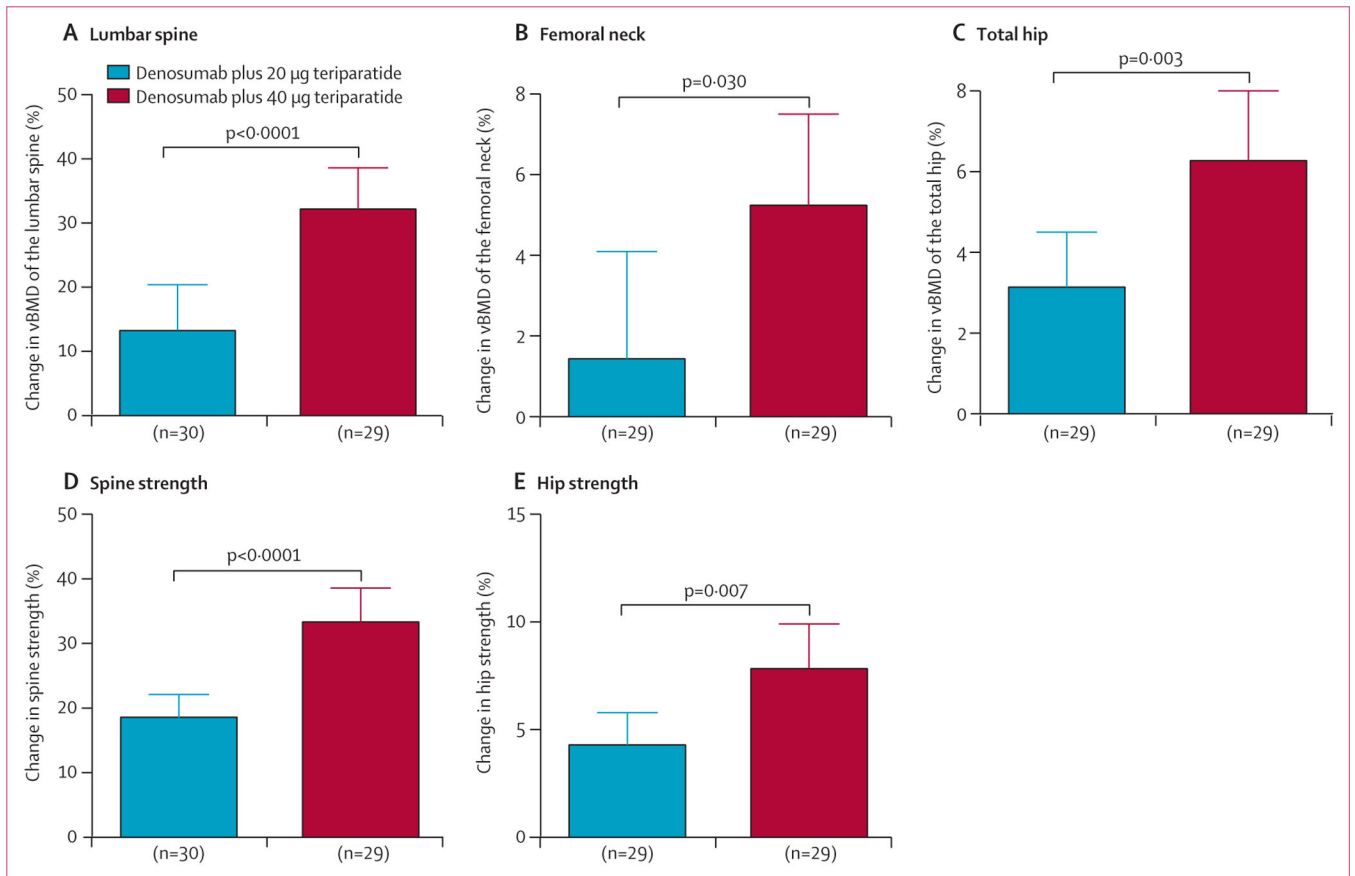 A Lumbar spine
Denosumab plus 20 µg teriparatide
Denosumab plus 40 µg teriparatide
p<0·0001
Change in vBMD of the lumbar spine (%)
50
40
30
20
10
0
(n=30)
(n=29)
B Femoral neck
p=0·030
Change in vBMD of the femoral neck (%)
8
6
4
2
0
(n=29)
(n=29)
C Total hip
p=0·003
Change in vBMD of the total hip (%)
8
6
4
2
0
(n=29)
(n=29)
D Spine strength
p<0·0001
Change in spine strength (%)
50
40
30
20
10
0
(n=30)
(n=29)
E Hip strength
p=0·007
Change in hip strength (%)
15
10
5
0
(n=29)
(n=29)